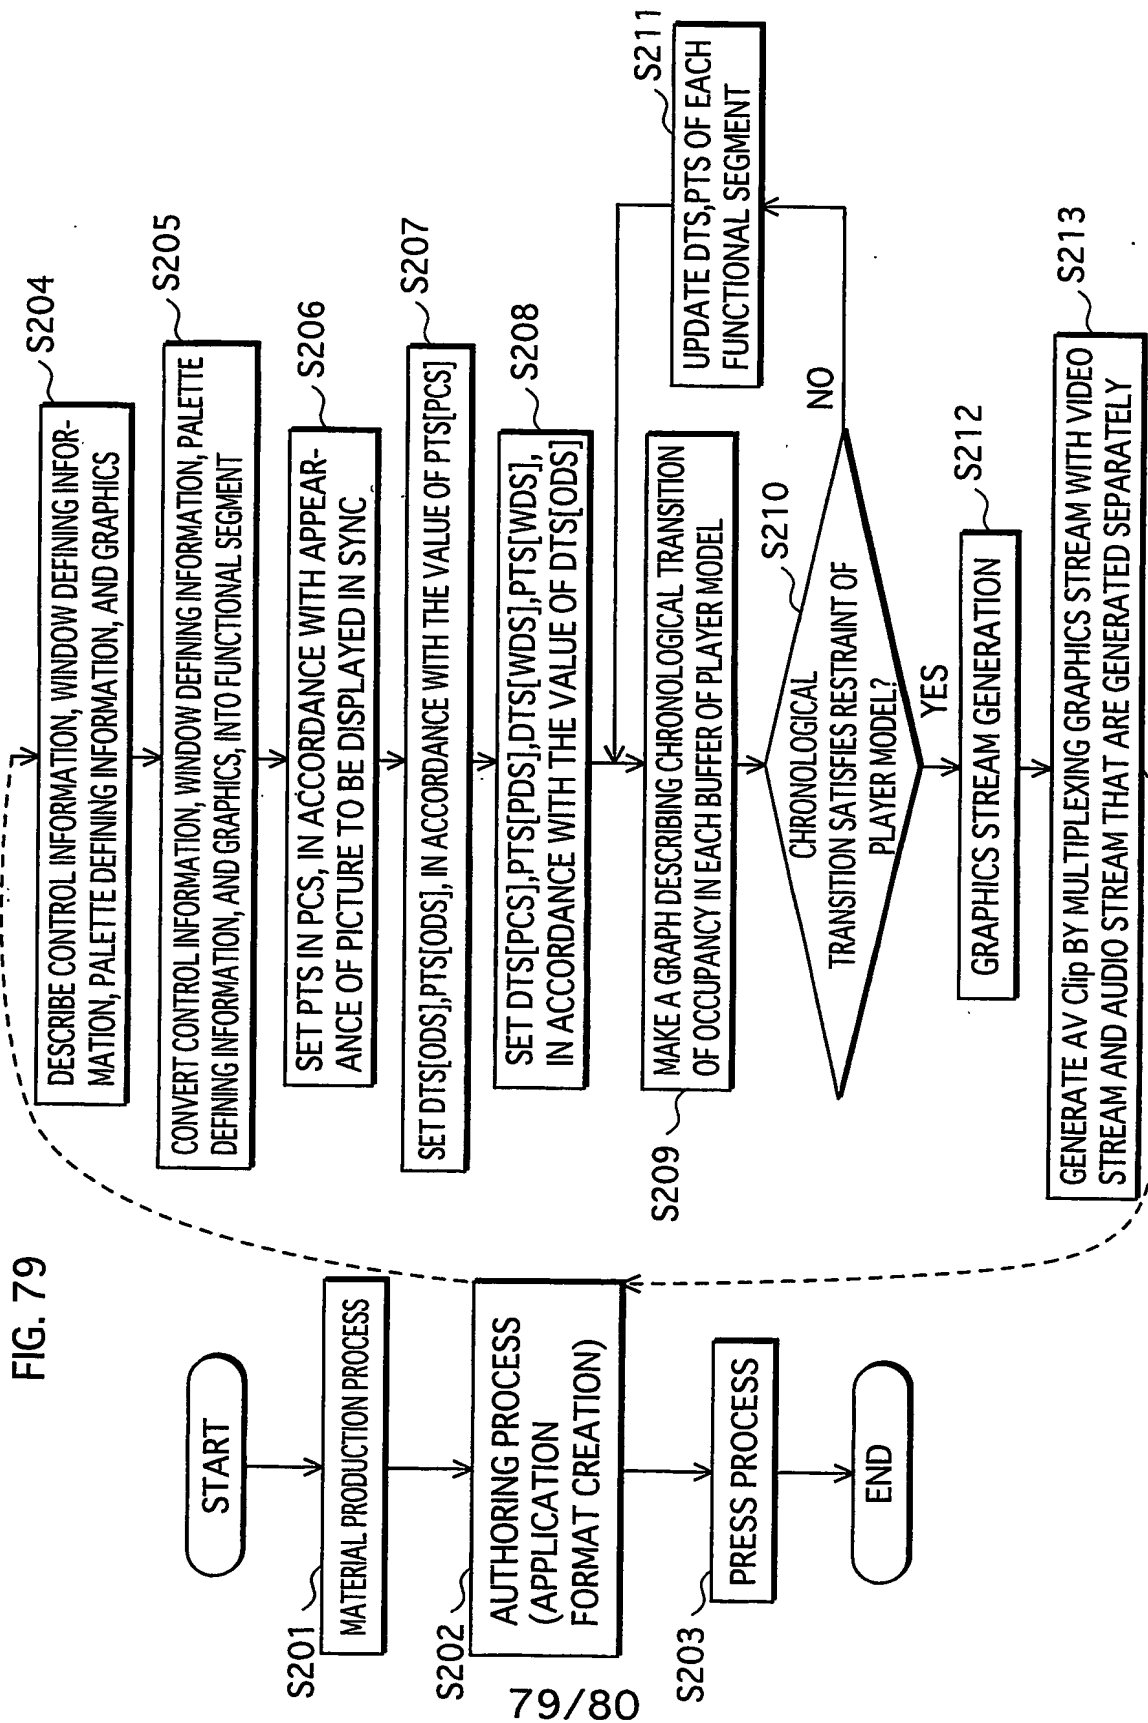 FIG. 79
START
S201
MATERIAL PRODUCTION PROCESS
S202
AUTHORING PROCESS
(APPLICATION
FORMAT CREATION)
S203
PRESS PROCESS
END
S204
DESCRIBE CONTROL INFORMATION, WINDOW DEFINING INFOR-
MATION, PALETTE DEFINING INFORMATION, AND GRAPHICS
S205
CONVERT CONTROL INFORMATION, WINDOW DEFINING INFORMATION, PALETTE
DEFINING INFORMATION, AND GRAPHICS, INTO FUNCTIONAL SEGMENT
S206
SET PTS IN PCS, IN ACCORDANCE WITH APPEAR-
ANCE OF PICTURE TO BE DISPLAYED IN SYNC
S207
SET DTS[ODS],PTS[ODS], IN ACCORDANCE WITH THE VALUE OF PTS[PCS]
S208
SET DTS[PCS],PTS[PDS],DTS[WDS],PTS[WDS],
IN ACCORDANCE WITH THE VALUE OF DTS[ODS]
S209
MAKE A GRAPH DESCRIBING CHRONOLOGICAL TRANSITION
OF OCCUPANCY IN EACH BUFFER OF PLAYER MODEL
S210
CHRONOLOGICAL
TRANSITION SATISFIES RESTRAINT OF
PLAYER MODEL?
NO
S211
UPDATE DTS,PTS OF EACH
FUNCTIONAL SEGMENT
YES
S212
GRAPHICS STREAM GENERATION
S213
GENERATE AV Clip BY MULTIPLEXING GRAPHICS STREAM WITH VIDEO
STREAM AND AUDIO STREAM THAT ARE GENERATED SEPARATELY
79/80